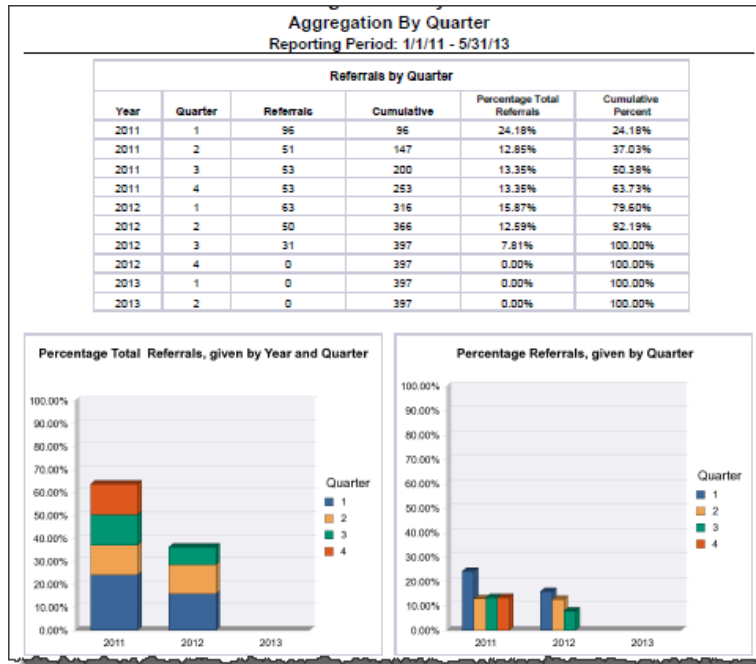 Aggregation By Quarter
Reporting Period: 1/1/11 - 5/31/13
Referrals by Quarter
Year Quarter Referrals Cumulative Percentage Total Referrals Cumulative Percent
2011 1 96 96 24.18% 24.18%
2011 2 51 147 12.85% 37.03%
2011 3 53 200 13.35% 50.38%
2011 4 53 253 13.35% 63.73%
2012 1 63 316 15.87% 79.60%
2012 2 50 366 12.59% 92.19%
2012 3 31 397 7.81% 100.00%
2012 4 0 397 0.00% 100.00%
2013 1 0 397 0.00% 100.00%
2013 2 0 397 0.00% 100.00%
Percentage Total Referrals, given by Year and Quarter
100.00%
90.00%
80.00%
70.00%
60.00%
50.00%
40.00%
30.00%
20.00%
10.00%
0.00%
2011 2012 2013
Quarter
1
2
3
4
Percentage Referrals, given by Quarter
100.00%
90.00%
80.00%
70.00%
60.00%
50.00%
40.00%
30.00%
20.00%
10.00%
0.00%
2011 2012 2013
Quarter
1
2
3
4